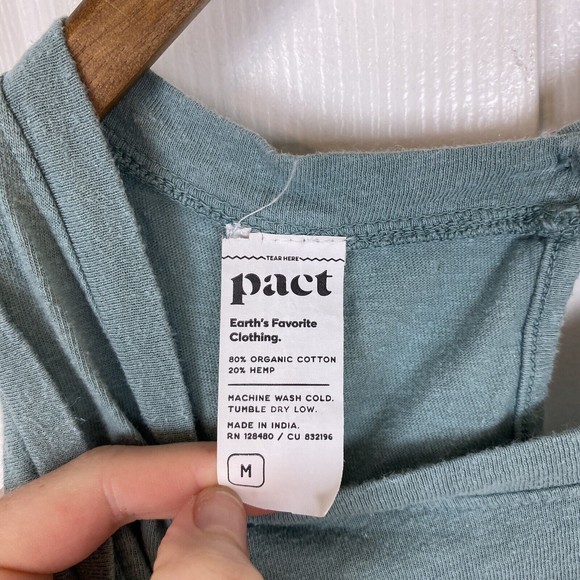 TEAR HERE
pact
Earth's Favorite
Clothing.
80% ORGANIC COTTON
20% HEMP
MACHINE WASH COLD.
TUMBLE DRY LOW.
MADE IN INDIA.
RN 128480 / CU 832196
M